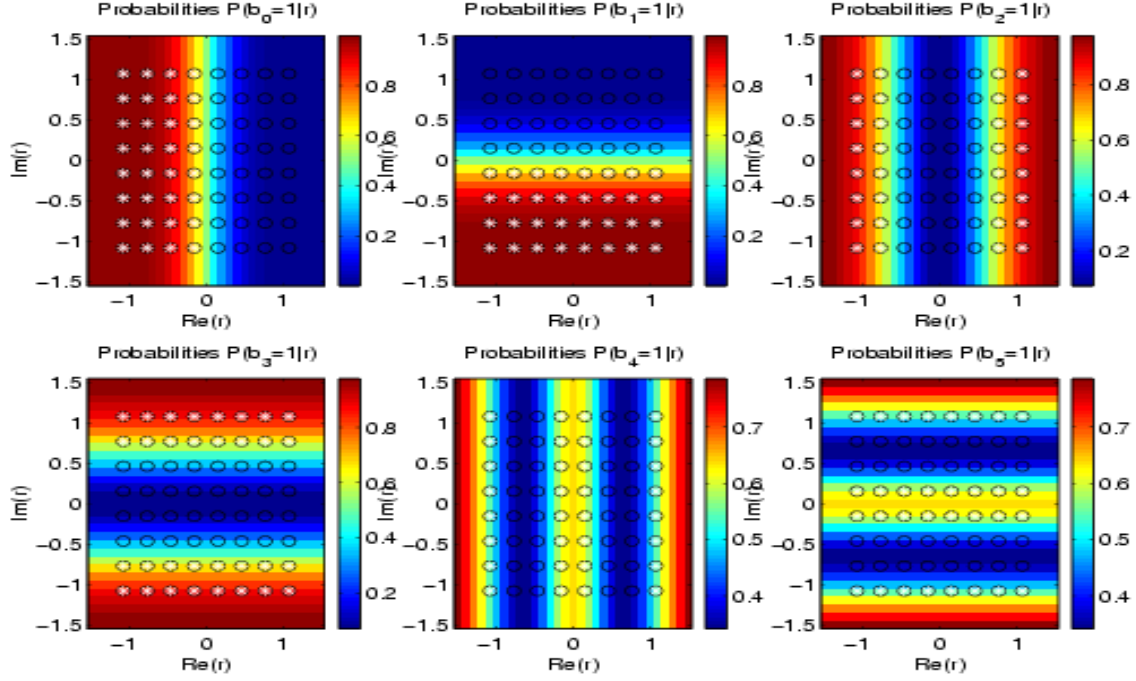 Probabilities P(b0=1|r)
1.5
1
0.5
0
−0.5
−1
−1.5
Im(r)
−1 0 1
Re(r)
0.8
0.6
0.4
0.2
Probabilities P(b1=1|r)
1.5
1
0.5
0
−0.5
−1
−1.5
Im(r)
−1 0 1
Re(r)
0.8
0.6
0.4
0.2
Probabilities P(b2=1|r)
1.5
1
0.5
0
−0.5
−1
−1.5
Im(r)
−1 0 1
Re(r)
0.8
0.6
0.4
0.2
Probabilities P(b3=1|r)
1.5
1
0.5
0
−0.5
−1
−1.5
Im(r)
−1 0 1
Re(r)
0.8
0.6
0.4
0.2
Probabilities P(b4=1|r)
1.5
1
0.5
0
−0.5
−1
−1.5
Im(r)
−1 0 1
Re(r)
0.7
0.6
0.5
0.4
Probabilities P(b5=1|r)
1.5
1
0.5
0
−0.5
−1
−1.5
Im(r)
−1 0 1
Re(r)
0.7
0.6
0.5
0.4